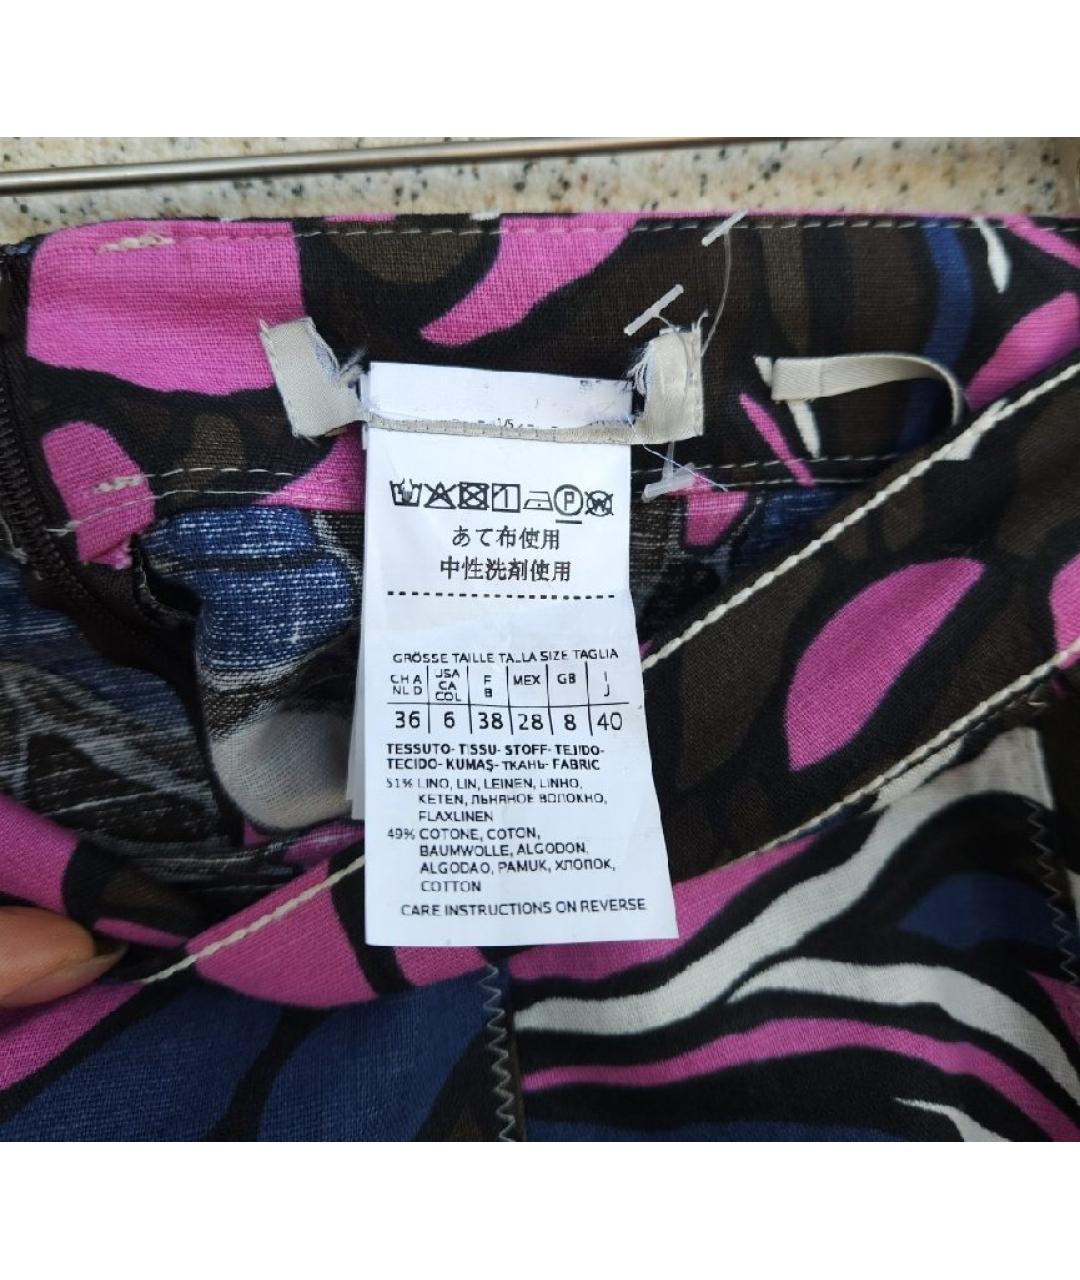 あて布使用
中性洗剤使用
GRÖSSE TAILLE TALLA SIZE TAGLIA
CH A USA F MEX GB I
NL D CA B J
COL
36 6 38 28 8 40
TESSUTO- TISSU- STOFF- TEJIDO-
TECIDO- KUMAŞ- ТКАНЬ- FABRIC
51% LINO, LIN, LEINEN, LINHO,
KETEN, ЛЬНЯНОЕ ВОЛОКНО,
FLAXLINEN
49% COTONE, COTON,
BAUMWOLLE, ALGODON,
ALGODAO, PAMUK, ХЛОПОК,
COTTON
CARE INSTRUCTIONS ON REVERSE